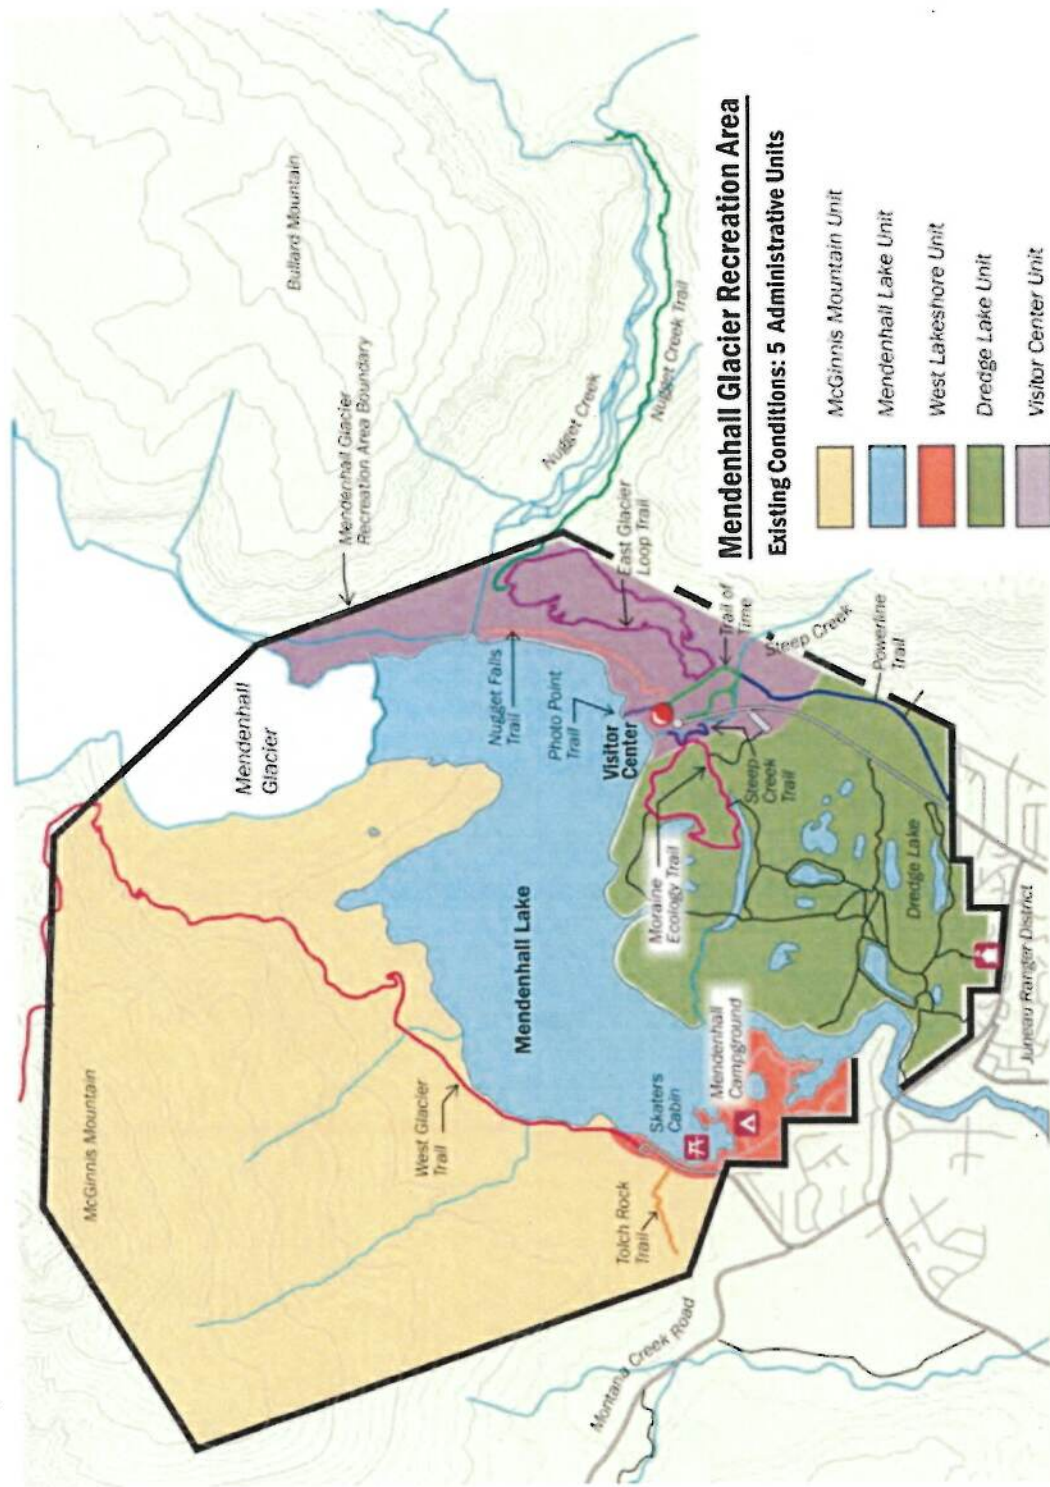 Mendenhall Glacier Recreation Area
Existing Conditions: 5 Administrative Units
McGinnis Mountain Unit
Mendenhall Lake Unit
West Lakeshore Unit
Dredge Lake Unit
Visitor Center Unit
McGinnis Mountain
Mendenhall
Glacier
Mendenhall Glacier
Recreation Area Boundary
Bullard Mountain
West Glacier
Trail
Mendenhall Lake
Nugget Falls
Trail
Photo Point
Trail
Visitor
Center
Nugget Creek
Nugget Creek Trail
East Glacier
Loop Trail
Trail of
Time
Steep Creek
Powerline
Trail
Steep
Creek
Trail
Moraine
Ecology Trail
Dredge Lake
Tolch Rock
Trail
Skaters
Cabin
Mendenhall
Campground
Montana Creek Road
Juneau Ranger District